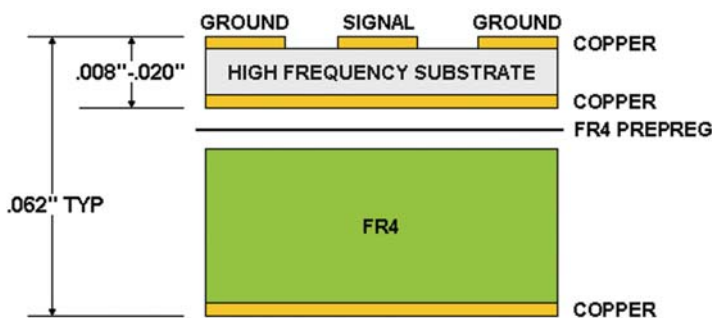 GROUND SIGNAL GROUND
COPPER
.008"-.020"
HIGH FREQUENCY SUBSTRATE
COPPER
FR4 PREPREG
.062" TYP
FR4
COPPER